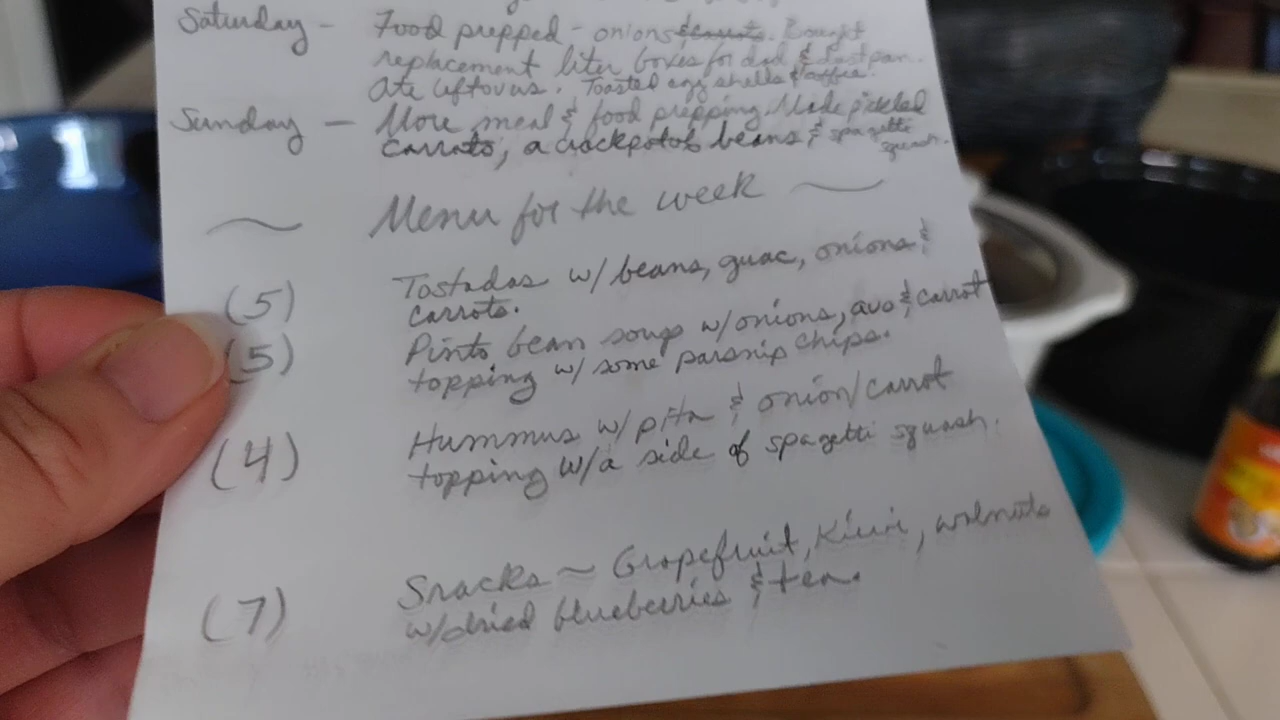 Saturday - Food prepped - onions & carrots. Bought
replacement liter boxes for dad & dustpan.
Ate leftovers. Toasted egg shells & coffee.
Sunday - More meal & food prepping. Made pickled
carrots, a crockpot of beans & spagetti
squash.
~ Menu for the week ~
(5) Tostadas w/ beans, guac, onions &
carrots.
(5) Pinto bean soup w/ onions, avo & carrot
topping w/ some parsnip chips.
(4) Hummus w/ pita & onion/carrot
topping w/ a side of spagetti squash.
(7) Snacks ~ Grapefruit, Kiwi, walnuts
w/ dried blueberries & tea.